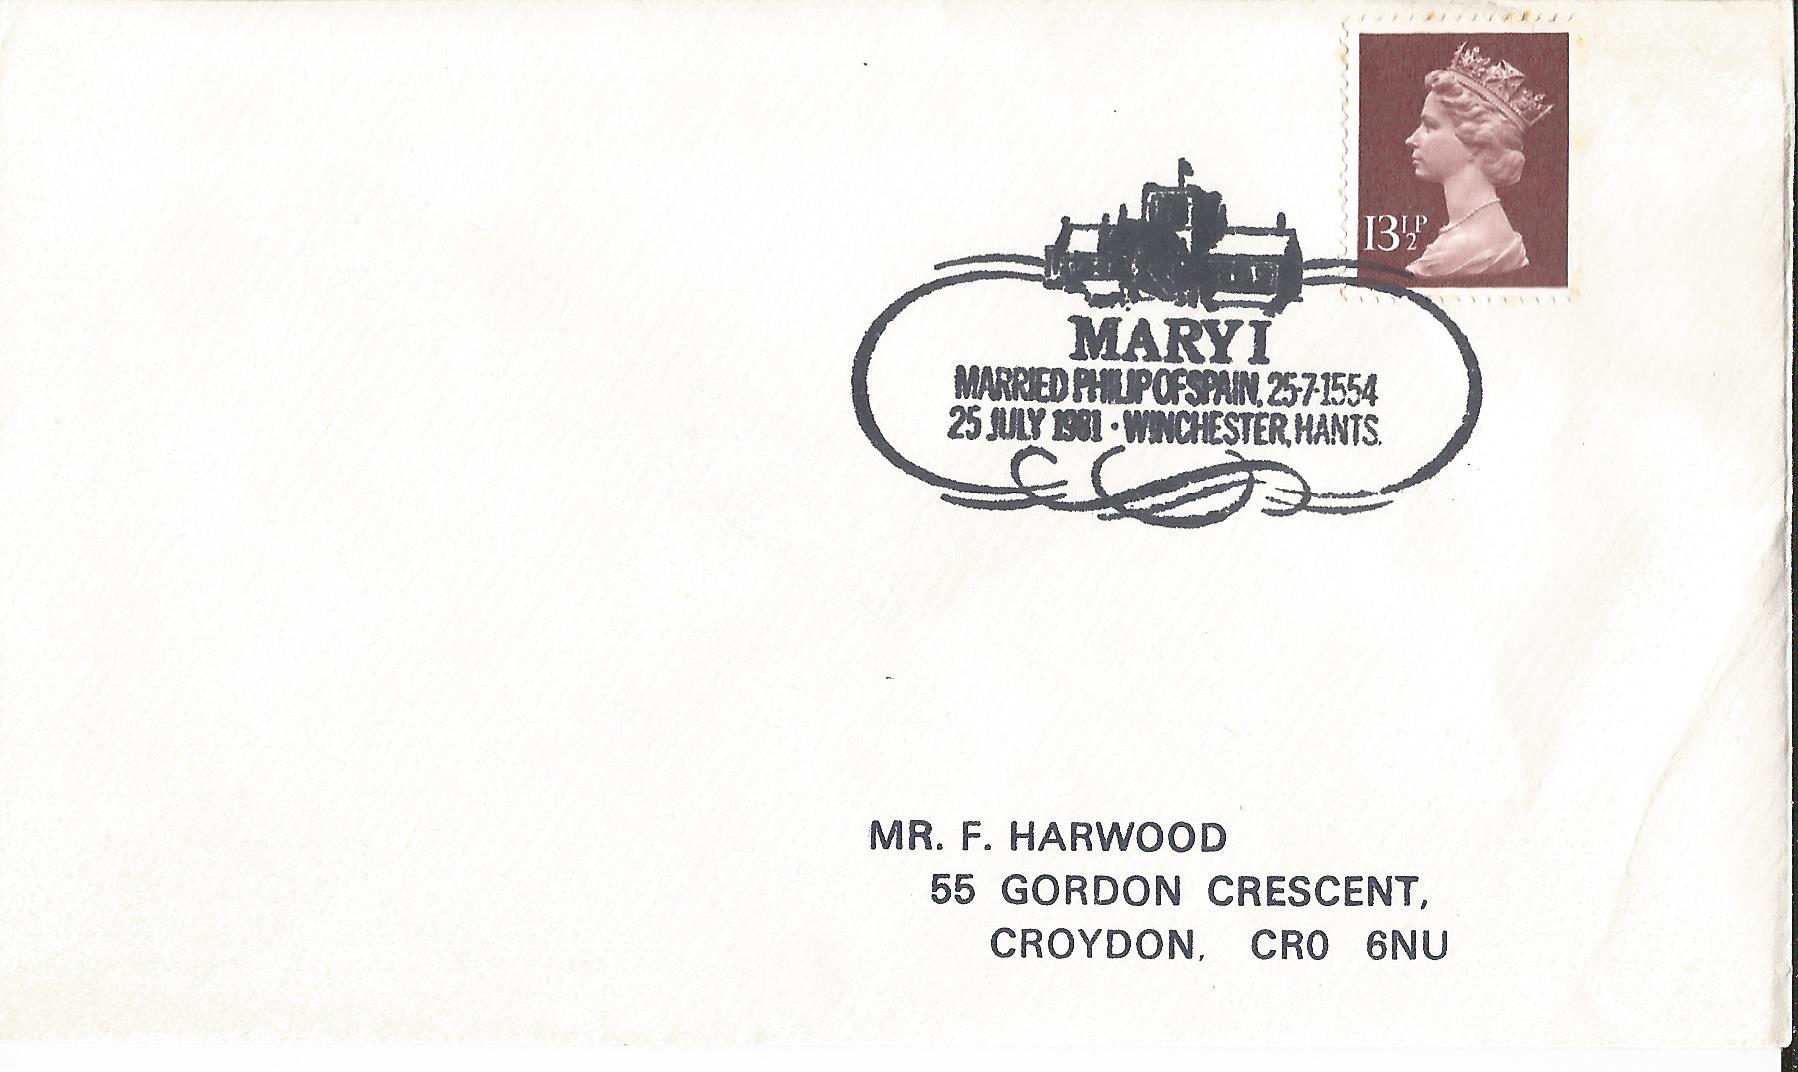 13½P
MARY I
MARRIED PHILIP OF SPAIN, 25·7·1554
25 JULY 1981 · WINCHESTER, HANTS.
MR. F. HARWOOD
55 GORDON CRESCENT,
CROYDON, CR0 6NU